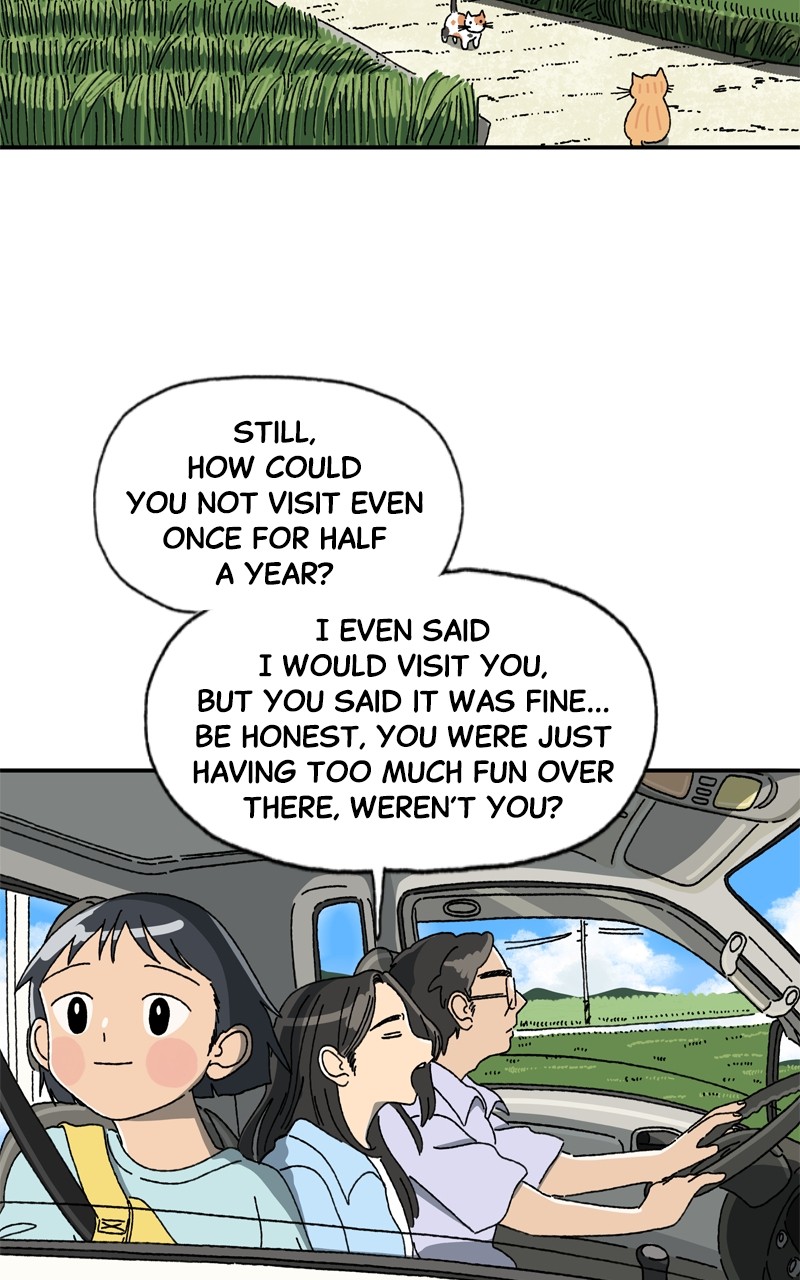 STILL,
HOW COULD
YOU NOT VISIT EVEN
ONCE FOR HALF
A YEAR?
I EVEN SAID
I WOULD VISIT YOU,
BUT YOU SAID IT WAS FINE...
BE HONEST, YOU WERE JUST
HAVING TOO MUCH FUN OVER
THERE, WEREN'T YOU?